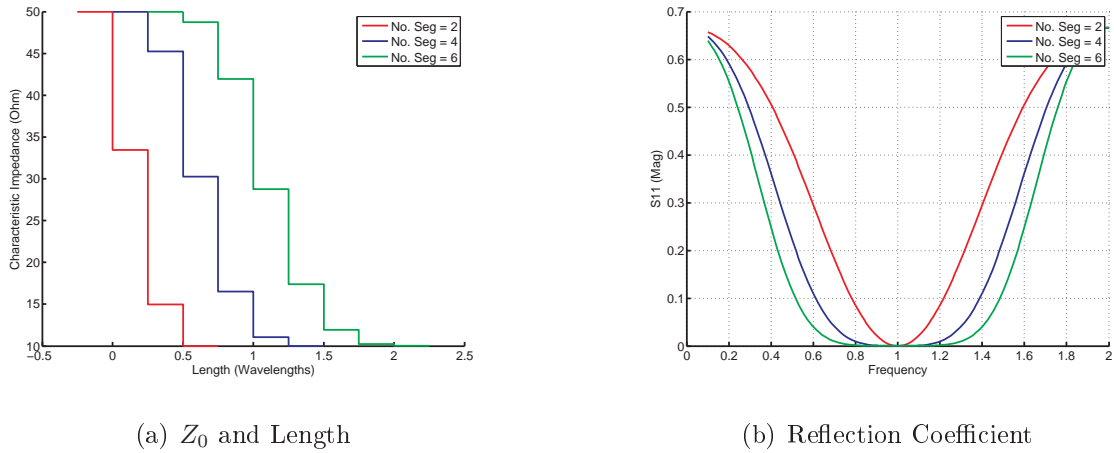 50
45
40
35
30
25
20
15
10
−0.5
0
0.5
1
1.5
2
2.5
Characteristic Impedance (Ohm)
Length (Wavelengths)
No. Seg = 2
No. Seg = 4
No. Seg = 6
0.7
0.6
0.5
0.4
0.3
0.2
0.1
0
0
0.2
0.4
0.6
0.8
1
1.2
1.4
1.6
1.8
2
S11 (Mag)
Frequency
No. Seg = 2
No. Seg = 4
No. Seg = 6
(a) Z0 and Length
(b) Reflection Coefficient